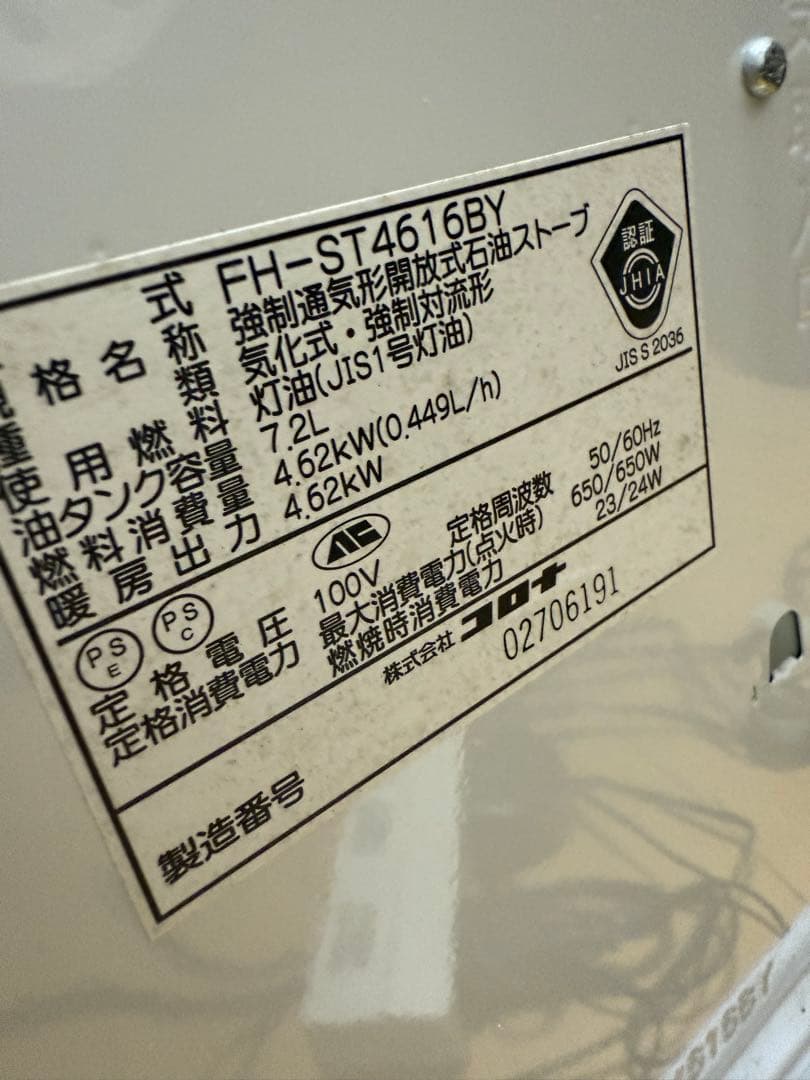 式 FH-ST4616BY
格名称 強制通気形開放式石油ストーブ
種類 気化式・強制対流形
使用燃料 灯油(JIS1号灯油)
油タンク容量 7.2L
燃料消費量 4.62kW(0.449L/h)
暖房出力 4.62kW
認証
JHIA
JIS S 2036
PS
E
PS
C
定格電圧 100V 定格周波数 50/60Hz
定格消費電力 最大消費電力(点火時) 650/650W
燃焼時消費電力 23/24W
株式会社 コロナ
製造番号 02706191